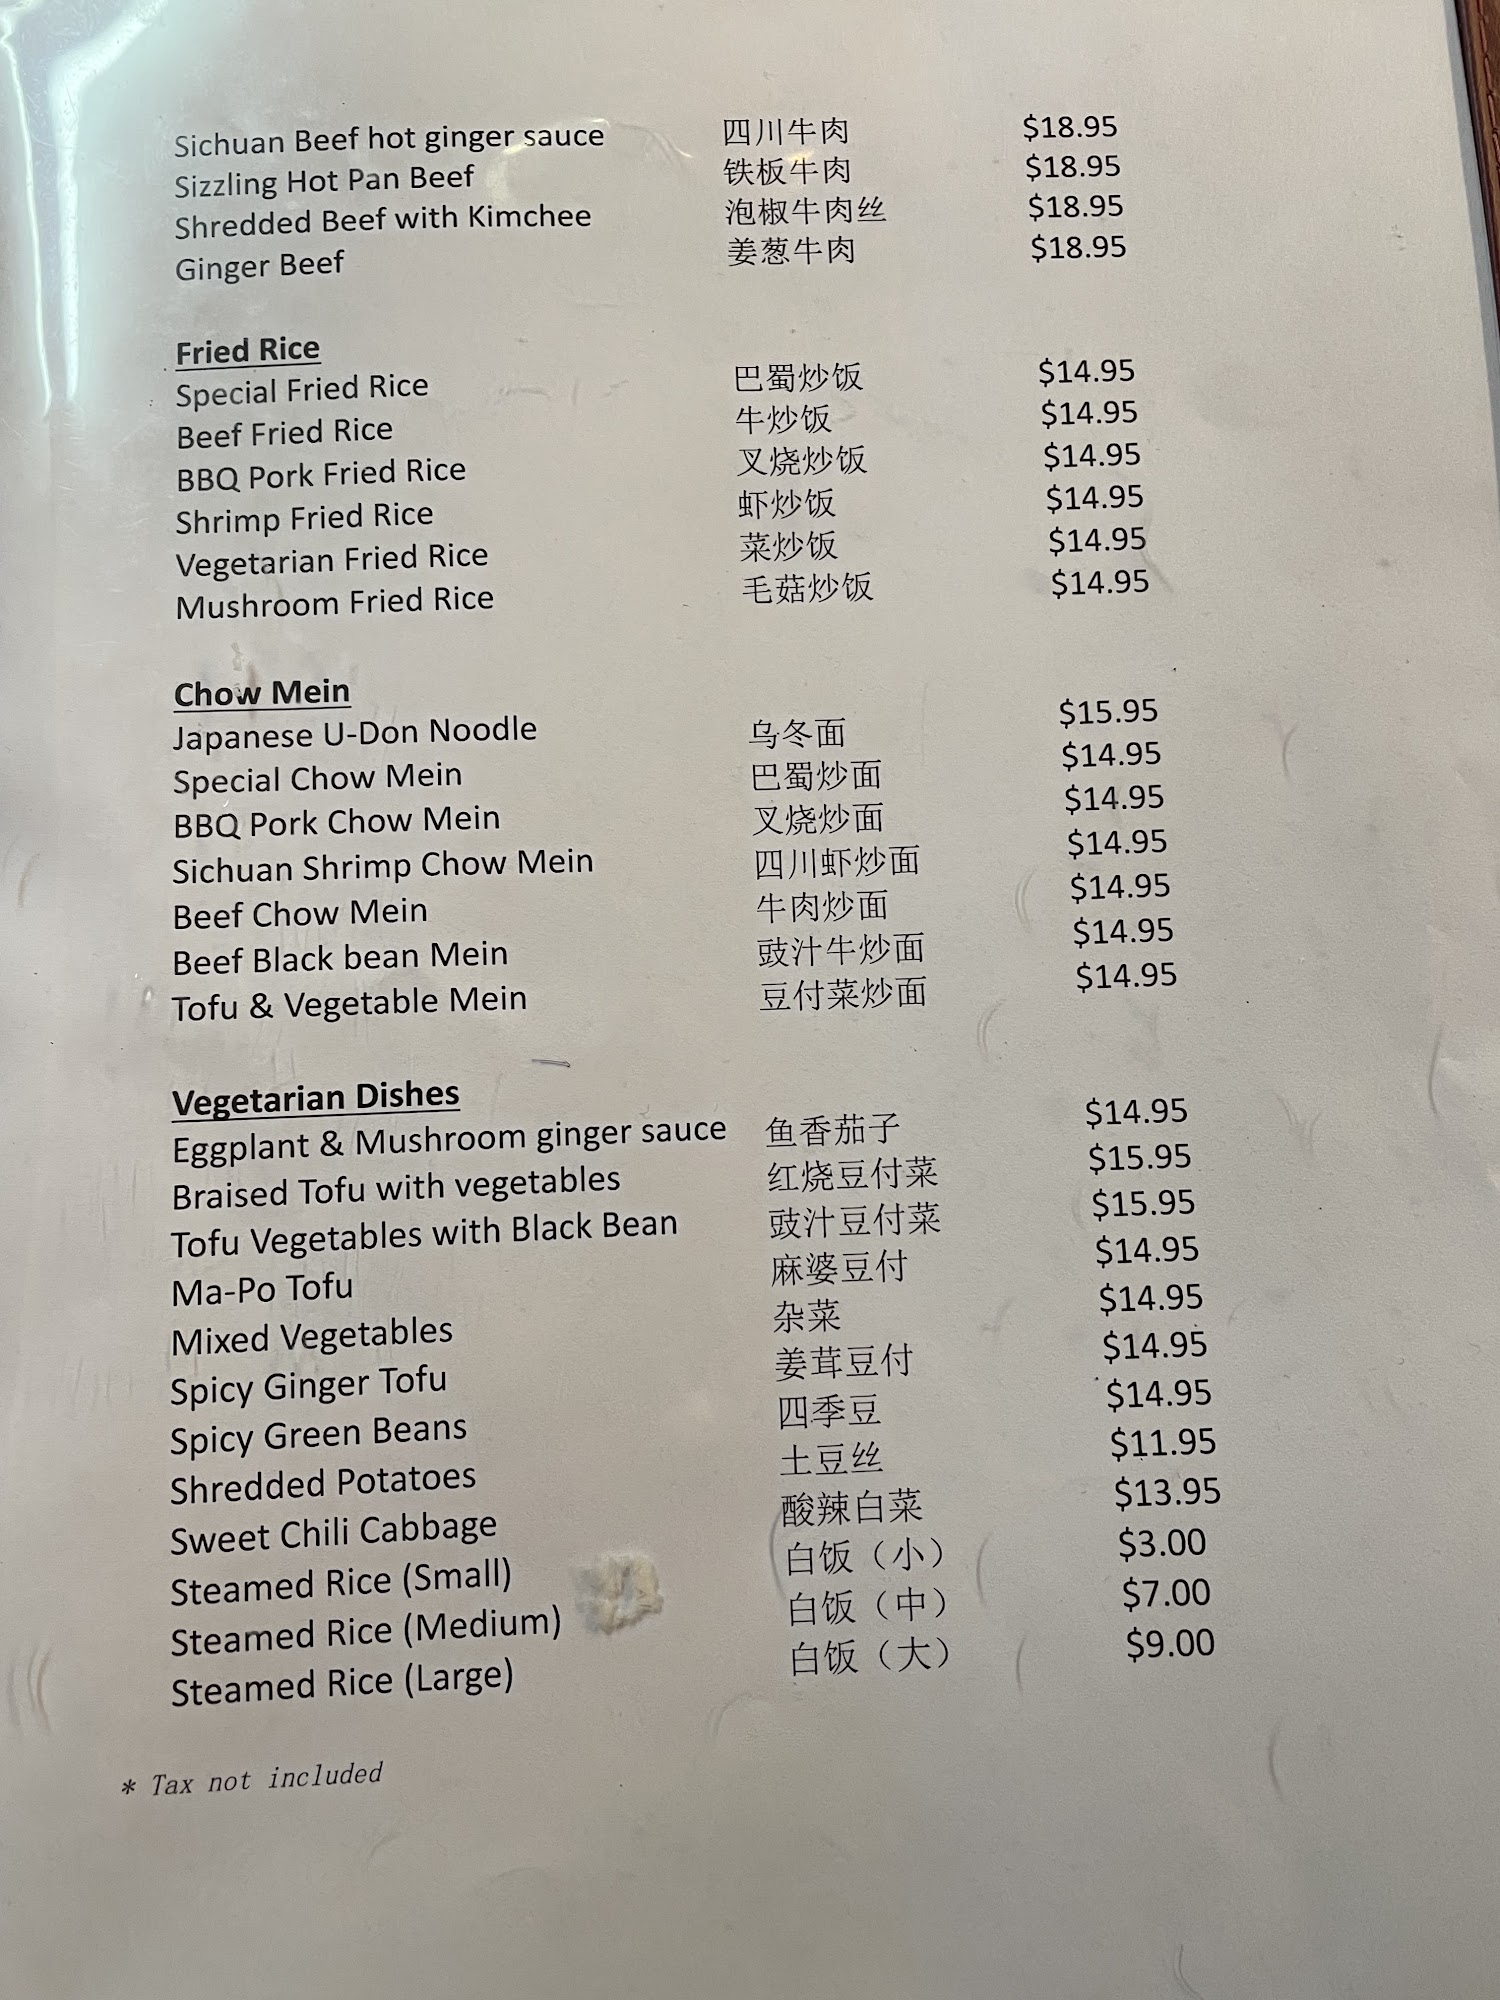 Sichuan Beef hot ginger sauce 四川牛肉 $18.95
Sizzling Hot Pan Beef 铁板牛肉 $18.95
Shredded Beef with Kimchee 泡椒牛肉丝 $18.95
Ginger Beef 姜葱牛肉 $18.95
Fried Rice
Special Fried Rice 巴蜀炒饭 $14.95
Beef Fried Rice 牛炒饭 $14.95
BBQ Pork Fried Rice 叉烧炒饭 $14.95
Shrimp Fried Rice 虾炒饭 $14.95
Vegetarian Fried Rice 菜炒饭 $14.95
Mushroom Fried Rice 毛菇炒饭 $14.95
Chow Mein
Japanese U-Don Noodle 乌冬面 $15.95
Special Chow Mein 巴蜀炒面 $14.95
BBQ Pork Chow Mein 叉烧炒面 $14.95
Sichuan Shrimp Chow Mein 四川虾炒面 $14.95
Beef Chow Mein 牛肉炒面 $14.95
Beef Black bean Mein 豉汁牛炒面 $14.95
Tofu & Vegetable Mein 豆付菜炒面 $14.95
Vegetarian Dishes
Eggplant & Mushroom ginger sauce 鱼香茄子 $14.95
Braised Tofu with vegetables 红烧豆付菜 $15.95
Tofu Vegetables with Black Bean 豉汁豆付菜 $15.95
Ma-Po Tofu 麻婆豆付 $14.95
Mixed Vegetables 杂菜 $14.95
Spicy Ginger Tofu 姜茸豆付 $14.95
Spicy Green Beans 四季豆 $14.95
Shredded Potatoes 土豆丝 $11.95
Sweet Chili Cabbage 酸辣白菜 $13.95
Steamed Rice (Small) 白饭（小） $3.00
Steamed Rice (Medium) 白饭（中） $7.00
Steamed Rice (Large) 白饭（大） $9.00
* Tax not included